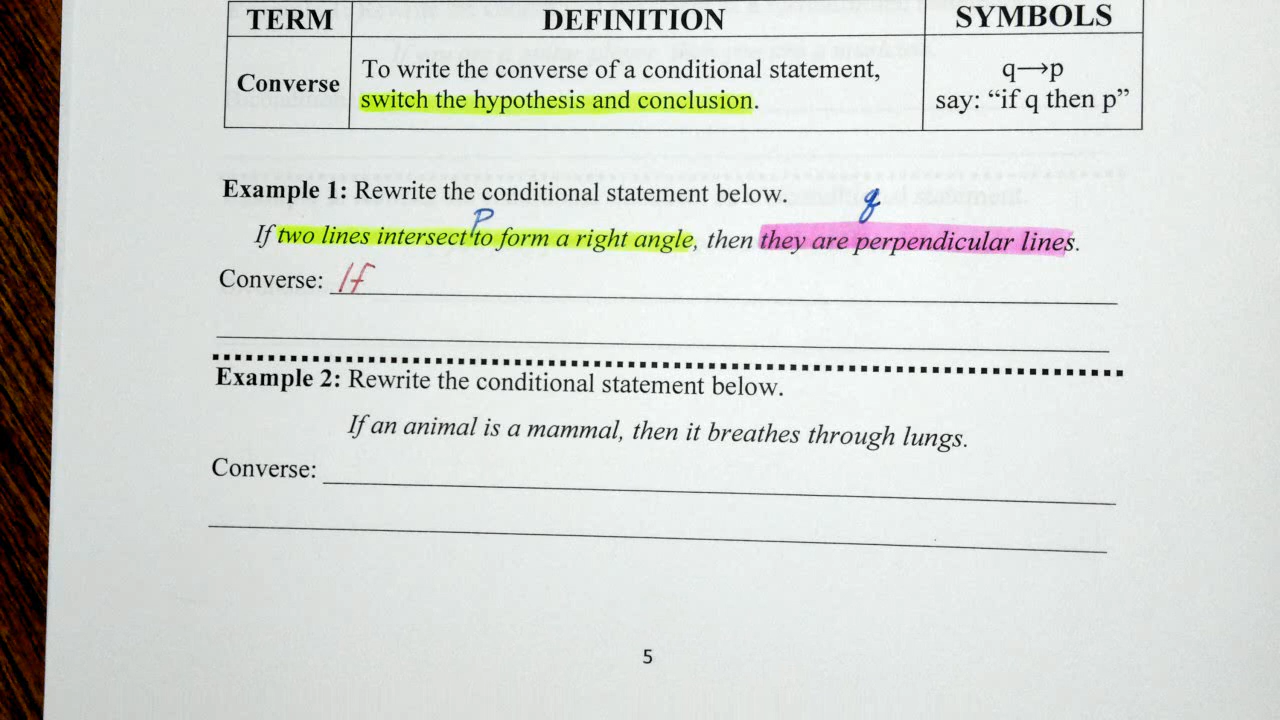 TERM DEFINITION SYMBOLS
Converse
To write the converse of a conditional statement,
switch the hypothesis and conclusion.
q→p
say: “if q then p”
Example 1: Rewrite the conditional statement below.
p q
If two lines intersect to form a right angle, then they are perpendicular lines.
Converse: If
Example 2: Rewrite the conditional statement below.
If an animal is a mammal, then it breathes through lungs.
Converse:
5